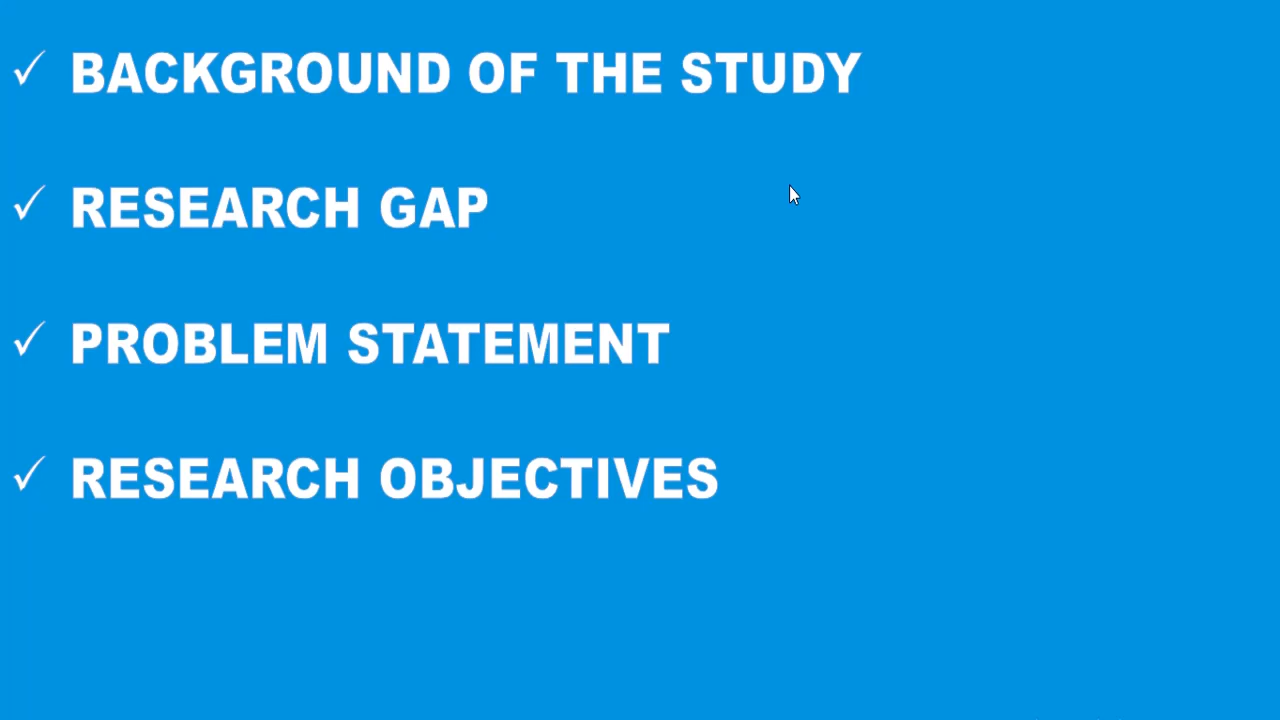 ✓ BACKGROUND OF THE STUDY
✓ RESEARCH GAP
✓ PROBLEM STATEMENT
✓ RESEARCH OBJECTIVES